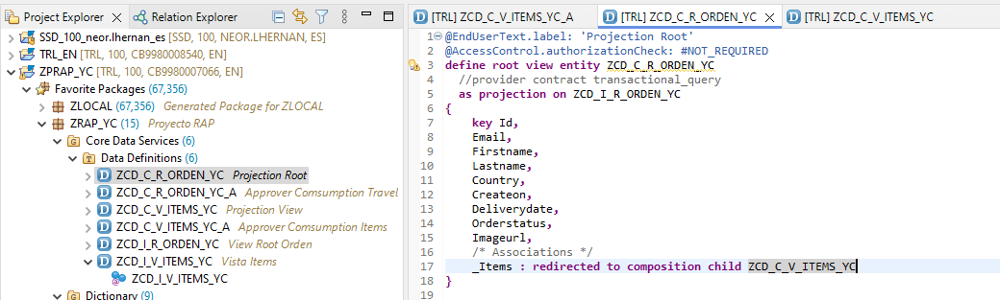 Project Explorer
Relation Explorer
SSD_100_neor.lhernan_es [SSD, 100, NEOR.LHERNAN, ES]
TRL_EN [TRL, 100, CB9980008540, EN]
ZPRAP_YC [TRL, 100, CB9980007066, EN]
Favorite Packages (67,356)
ZLOCAL (67,356) Generated Package for ZLOCAL
ZRAP_YC (15) Proyecto RAP
Core Data Services (6)
Data Definitions (6)
ZCD_C_R_ORDEN_YC Projection Root
ZCD_C_R_ORDEN_YC_A Approver Comsumption Travel
ZCD_C_V_ITEMS_YC Projection View
ZCD_C_V_ITEMS_YC_A Approver Comsumption Items
ZCD_I_R_ORDEN_YC View Root Orden
ZCD_I_V_ITEMS_YC Vista Items
ZCD_I_V_ITEMS_YC
Dictionary (9)
[TRL] ZCD_C_V_ITEMS_YC_A
[TRL] ZCD_C_R_ORDEN_YC
[TRL] ZCD_C_V_ITEMS_YC
1 @EndUserText.label: 'Projection Root'
2 @AccessControl.authorizationCheck: #NOT_REQUIRED
3 define root view entity ZCD_C_R_ORDEN_YC
4 //provider contract transactional_query
5 as projection on ZCD_I_R_ORDEN_YC
6 {
7 key Id,
8 Email,
9 Firstname,
10 Lastname,
11 Country,
12 Createon,
13 Deliverydate,
14 Orderstatus,
15 Imageurl,
16 /* Associations */
17 _Items : redirected to composition child ZCD_C_V_ITEMS_YC
18 }
19